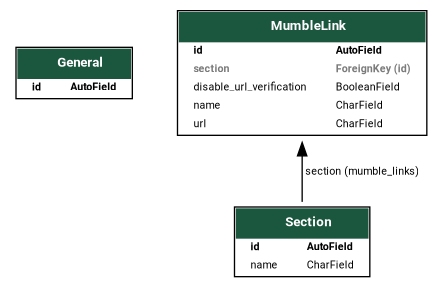 General
id AutoField
MumbleLink
id AutoField
section ForeignKey (id)
disable_url_verification BooleanField
name CharField
url CharField
section (mumble_links)
Section
id AutoField
name CharField